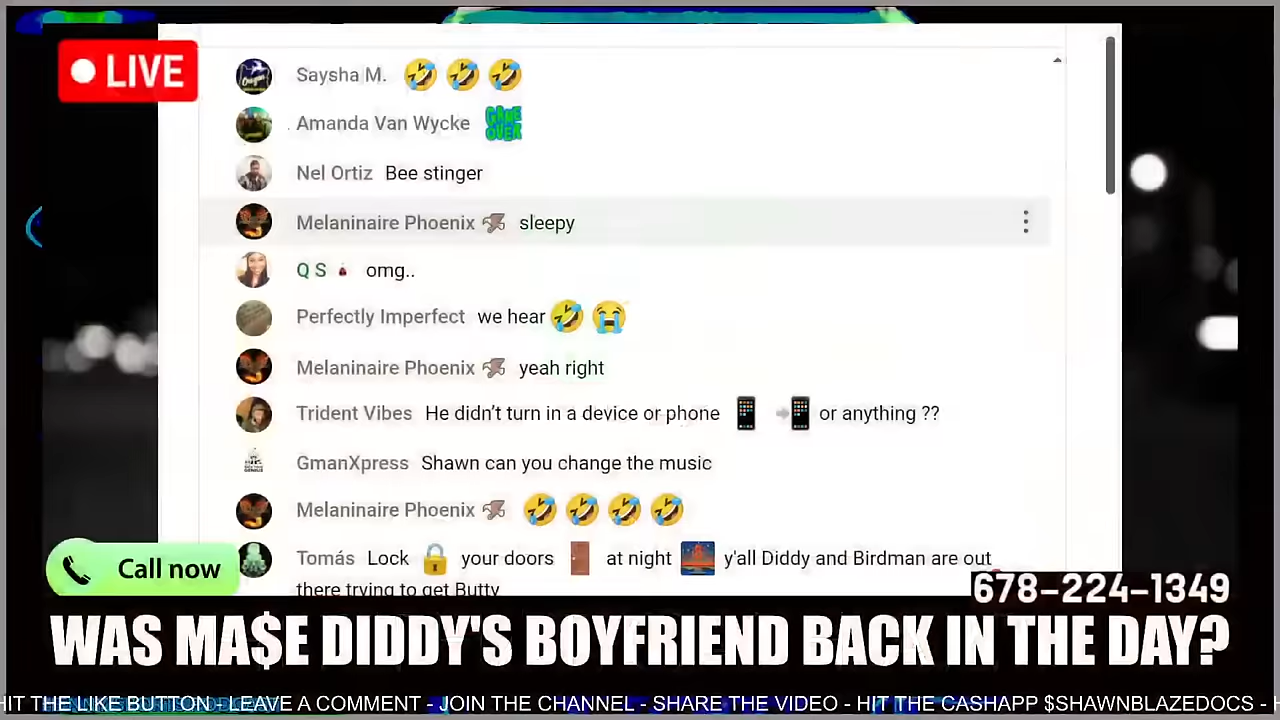 LIVE
Saysha M. 🤣 🤣 🤣
Amanda Van Wycke GAME OVER
Nel Ortiz Bee stinger
Melaninaire Phoenix sleepy
Q S omg..
Perfectly Imperfect we hear 🤣 😭
Melaninaire Phoenix yeah right
Trident Vibes He didn't turn in a device or phone 📱 📲 or anything ??
GmanXpress Shawn can you change the music
Melaninaire Phoenix 🤣 🤣 🤣 🤣
Tomás Lock 🔒 your doors 🚪 at night 🌉 y'all Diddy and Birdman are out
there trying to get Butty
Call now
678-224-1349
WAS MA$E DIDDY'S BOYFRIEND BACK IN THE DAY?
HIT THE LIKE BUTTON - LEAVE A COMMENT - JOIN THE CHANNEL - SHARE THE VIDEO - HIT THE CASHAPP $SHAWNBLAZEDOCS -